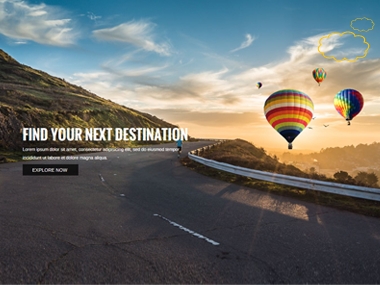 FIND YOUR NEXT DESTINATION
Lorem ipsum dolor sit amet, consectetur adipisicing elit, sed do eiusmod tempor
incididunt ut labore et dolore magna aliqua.
EXPLORE NOW